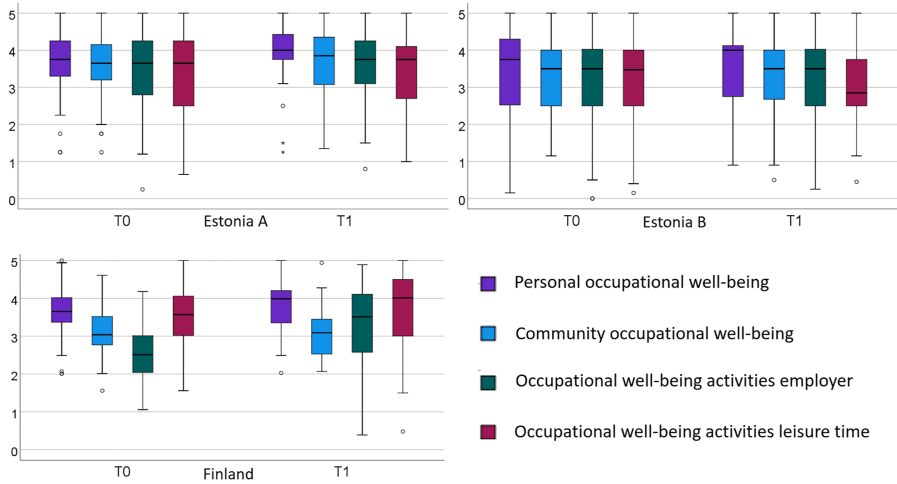 5
4
3
2
1
0
T0 Estonia A T1
5
4
3
2
1
0
T0 Estonia B T1
5
4
3
2
1
0
T0 Finland T1
Personal occupational well-being
Community occupational well-being
Occupational well-being activities employer
Occupational well-being activities leisure time